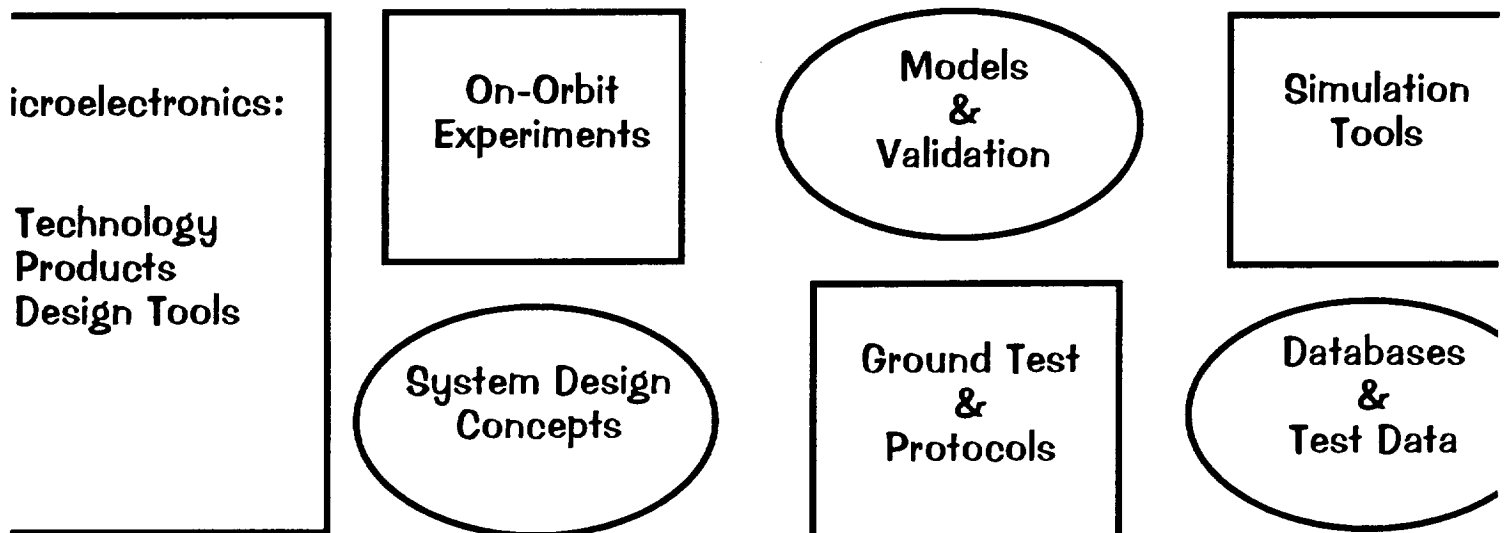 icroelectronics:
Technology
Products
Design Tools
On-Orbit
Experiments
System Design
Concepts
Models
&
Validation
Ground Test
&
Protocols
Simulation
Tools
Databases
&
Test Data